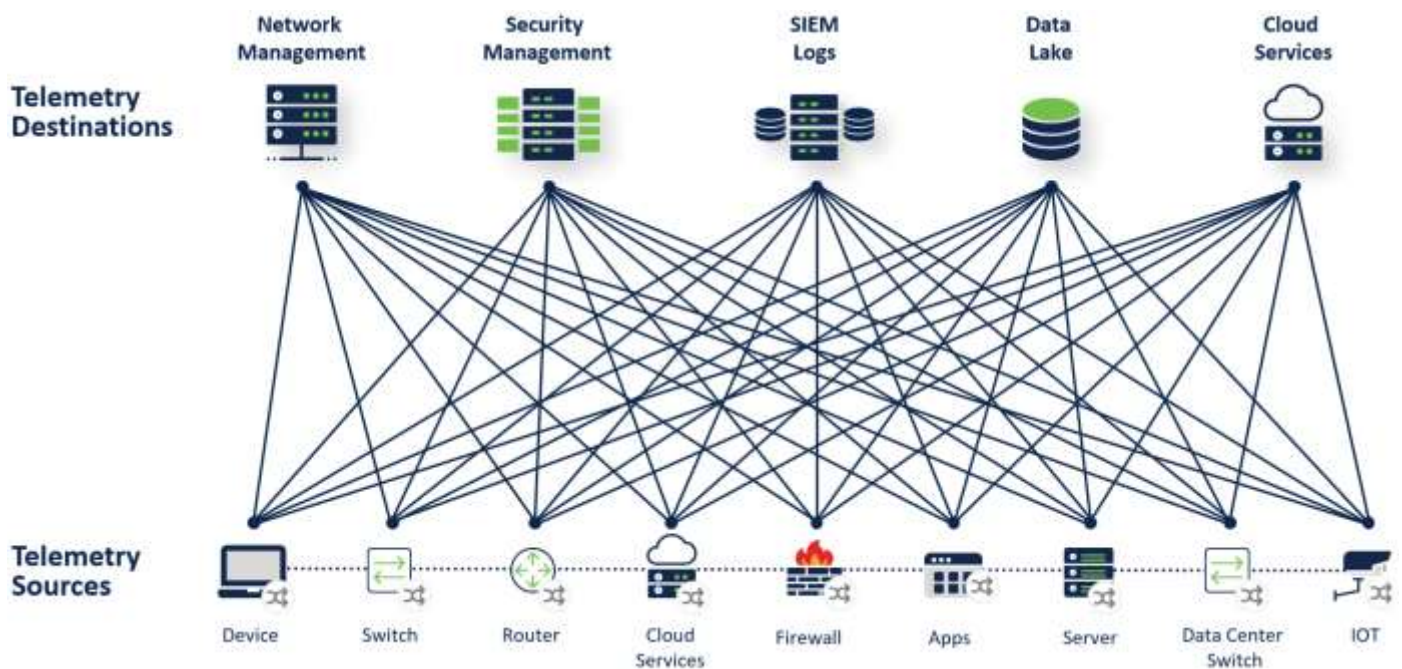 Network
Management
Security
Management
SIEM
Logs
Data
Lake
Cloud
Services
Telemetry
Destinations
Telemetry
Sources
Device
Switch
Router
Cloud
Services
Firewall
Apps
Server
Data Center
Switch
IOT